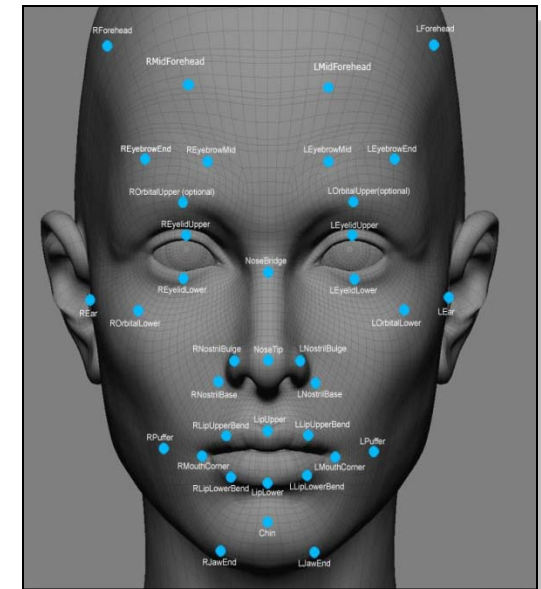 RForehead
LForehead
RMidForehead
LMidForehead
REyebrowEnd
REyebrowMid
LEyebrowMid
LEyebrowEnd
ROrbitalUpper (optional)
LOrbitalUpper(optional)
REyelidUpper
LEyelidUpper
NoseBridge
REyelidLower
LEyelidLower
REar
ROrbitalLower
LOrbitalLower
LEar
RNostrilBulge
NoseTip
LNostrilBulge
RNostrilBase
LNostrilBase
RLipUpperBend
LipUpper
LLipUpperBend
RPuffer
LPuffer
RMouthCorner
LMouthCorner
RLipLowerBend
LipLower
LLipLowerBend
Chin
RJawEnd
LJawEnd